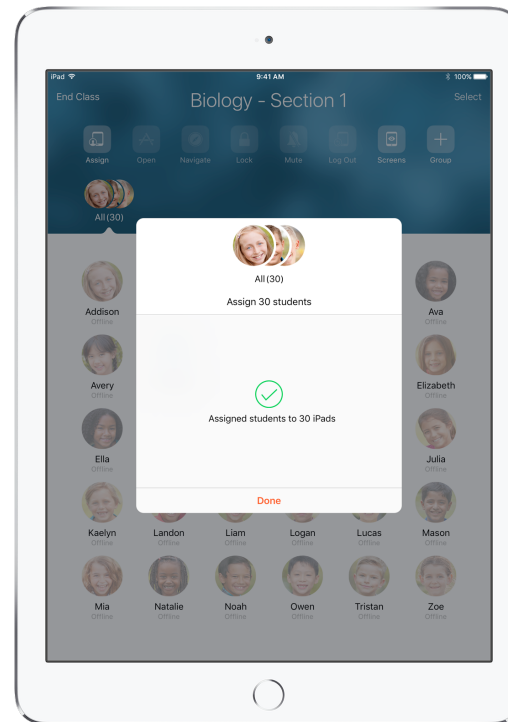 iPad
9:41 AM
100%
End Class
Biology - Section 1
Select
Assign
Open
Navigate
Lock
Mute
Log Out
Screens
Group
All (30)
All (30)
Assign 30 students
Assigned students to 30 iPads
Done
Addison
Offline
Ava
Offline
Avery
Offline
Elizabeth
Offline
Ella
Offline
Julia
Offline
Kaelyn
Offline
Landon
Offline
Liam
Offline
Logan
Offline
Lucas
Offline
Mason
Offline
Mia
Offline
Natalie
Offline
Noah
Offline
Owen
Offline
Tristan
Offline
Zoe
Offline